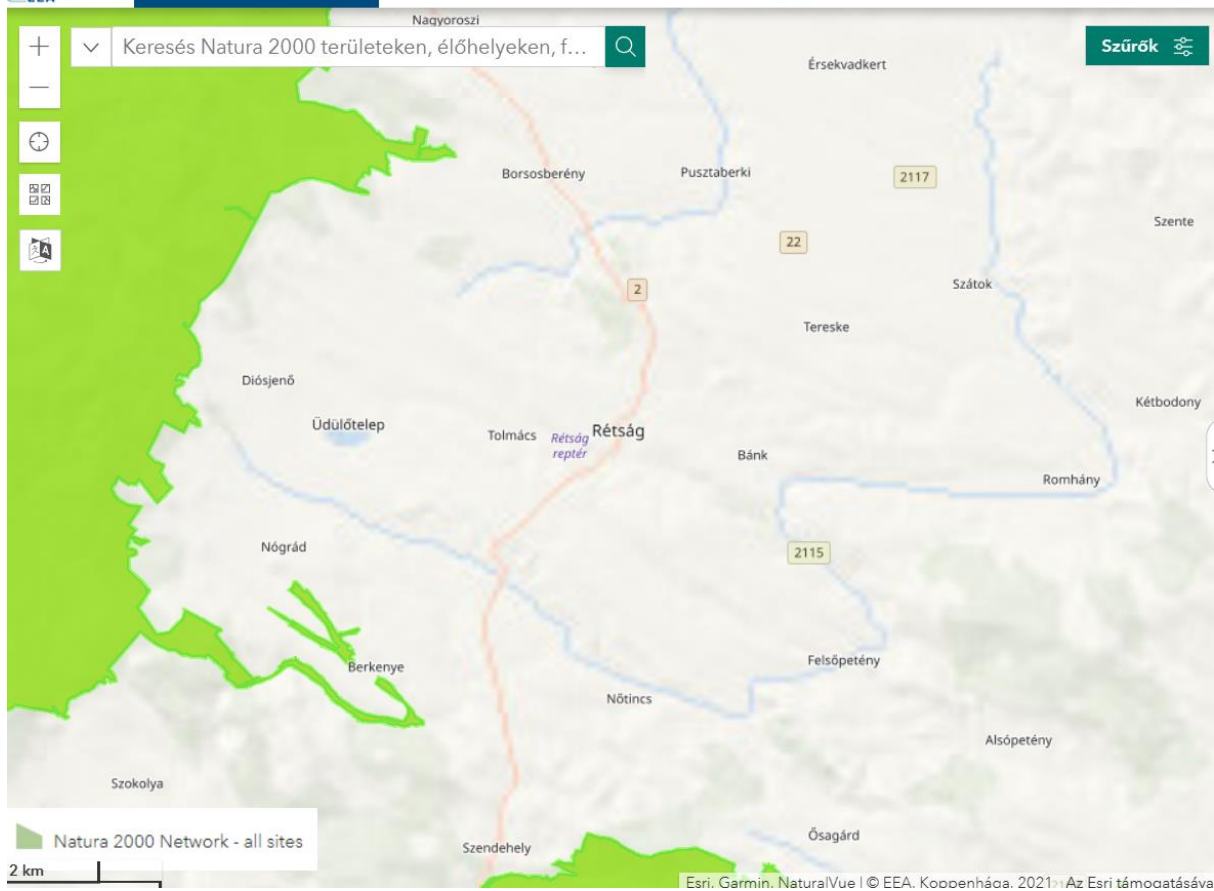 EEA
Nagyoroszi
Keresés Natura 2000 területeken, élőhelyeken, f...
Szűrők
Érsekvadkert
Borsosberény
Pusztaberki
2117
Szente
22
Szátok
2
Tereske
Diósjenő
Kétbodony
Üdülőtelep
Tolmács
Rétság
reptér
Rétság
Bánk
Romhány
Nógrád
2115
Berkenye
Felsőpetény
Nőtincs
Alsópetény
Szokolya
Natura 2000 Network - all sites
Szendehely
Ősagárd
2 km
Esri, Garmin, NaturalVue | © EEA, Koppenhága, 2021 Az Esri támogatásáva